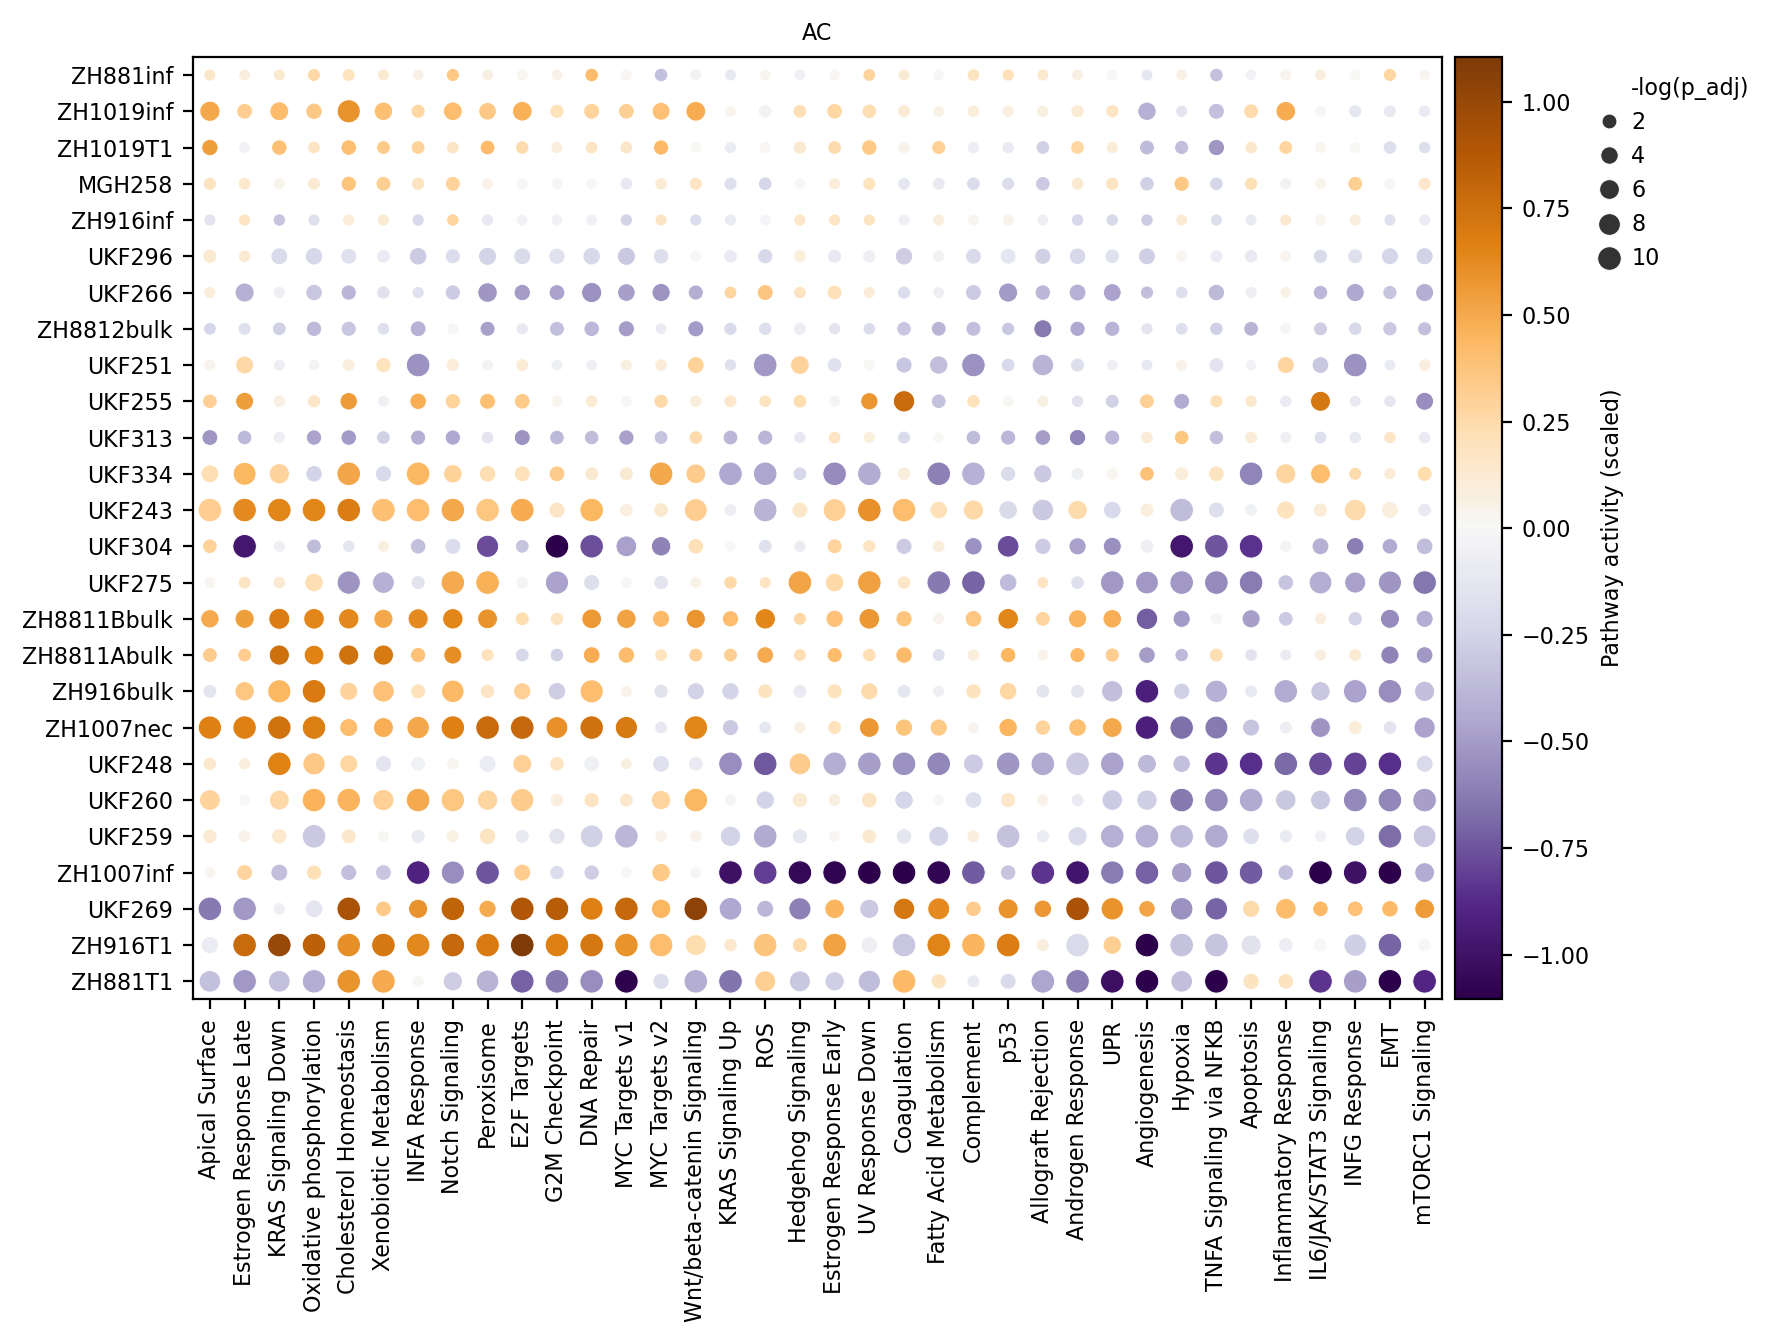 AC
ZH881inf
ZH1019inf
ZH1019T1
MGH258
ZH916inf
UKF296
UKF266
ZH8812bulk
UKF251
UKF255
UKF313
UKF334
UKF243
UKF304
UKF275
ZH8811Bbulk
ZH8811Abulk
ZH916bulk
ZH1007nec
UKF248
UKF260
UKF259
ZH1007inf
UKF269
ZH916T1
ZH881T1
Apical Surface
Estrogen Response Late
KRAS Signaling Down
Oxidative phosphorylation
Cholesterol Homeostasis
Xenobiotic Metabolism
INFA Response
Notch Signaling
Peroxisome
E2F Targets
G2M Checkpoint
DNA Repair
MYC Targets v1
MYC Targets v2
Wnt/beta-catenin Signaling
KRAS Signaling Up
ROS
Hedgehog Signaling
Estrogen Response Early
UV Response Down
Coagulation
Fatty Acid Metabolism
Complement
p53
Allograft Rejection
Androgen Response
UPR
Angiogenesis
Hypoxia
TNFA Signaling via NFKB
Apoptosis
Inflammatory Response
IL6/JAK/STAT3 Signaling
INFG Response
EMT
mTORC1 Signaling
1.00
0.75
0.50
0.25
0.00
−0.25
−0.50
−0.75
−1.00
Pathway activity (scaled)
-log(p_adj)
2
4
6
8
10